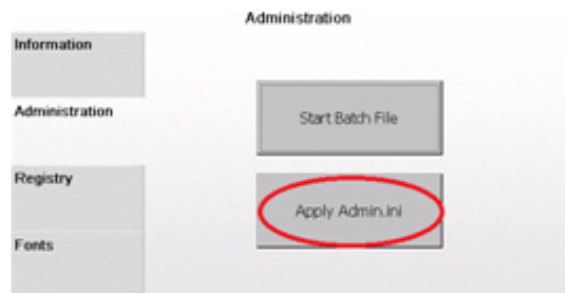 Administration
Information
Administration
Start Batch File
Registry
Apply Admin.ini
Fonts